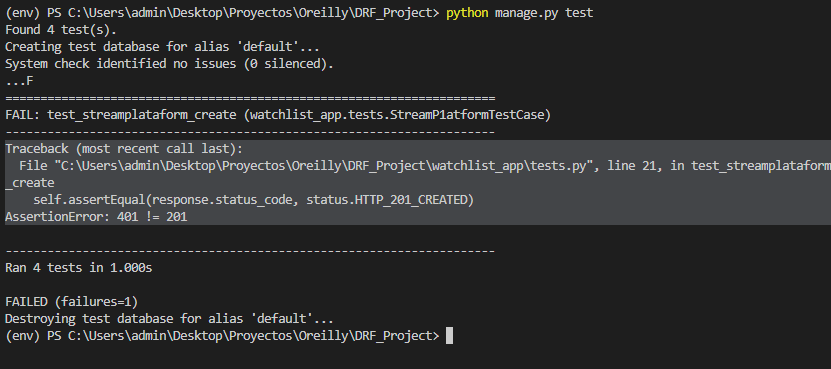 (env) PS C:\Users\admin\Desktop\Proyectos\Oreilly\DRF_Project> python manage.py test
Found 4 test(s).
Creating test database for alias 'default'...
System check identified no issues (0 silenced).
...F
======================================================================
FAIL: test_streamplataform_create (watchlist_app.tests.StreamP1atformTestCase)
----------------------------------------------------------------------
Traceback (most recent call last):
  File "C:\Users\admin\Desktop\Proyectos\Oreilly\DRF_Project\watchlist_app\tests.py", line 21, in test_streamplataform
_create
    self.assertEqual(response.status_code, status.HTTP_201_CREATED)
AssertionError: 401 != 201
----------------------------------------------------------------------
Ran 4 tests in 1.000s
FAILED (failures=1)
Destroying test database for alias 'default'...
(env) PS C:\Users\admin\Desktop\Proyectos\Oreilly\DRF_Project>